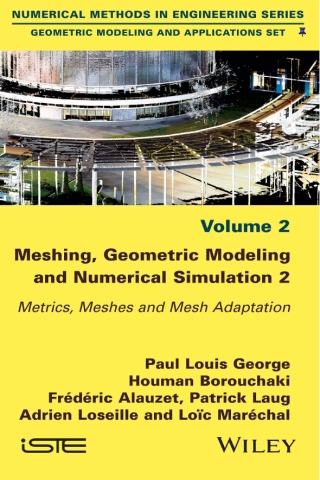 NUMERICAL METHODS IN ENGINEERING SERIES
GEOMETRIC MODELING AND APPLICATIONS SET
Volume 2
Meshing, Geometric Modeling
and Numerical Simulation 2
Metrics, Meshes and Mesh Adaptation
Paul Louis George
Houman Borouchaki
Frédéric Alauzet, Patrick Laug
Adrien Loseille and Loïc Maréchal
iSTE
WILEY